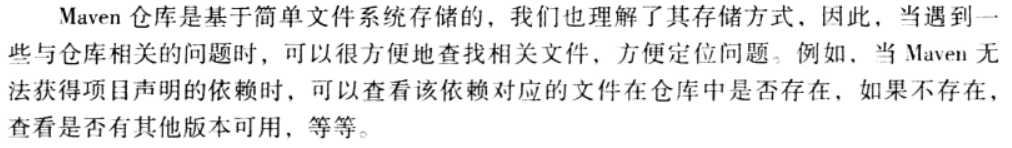 Maven 仓库是基于简单文件系统存储的，我们也理解了其存储方式，因此，当遇到一
些与仓库相关的问题时，可以很方便地查找相关文件，方便定位问题。例如，当 Maven 无
法获得项目声明的依赖时，可以查看该依赖对应的文件在仓库中是否存在，如果不存在，
查看是否有其他版本可用，等等。